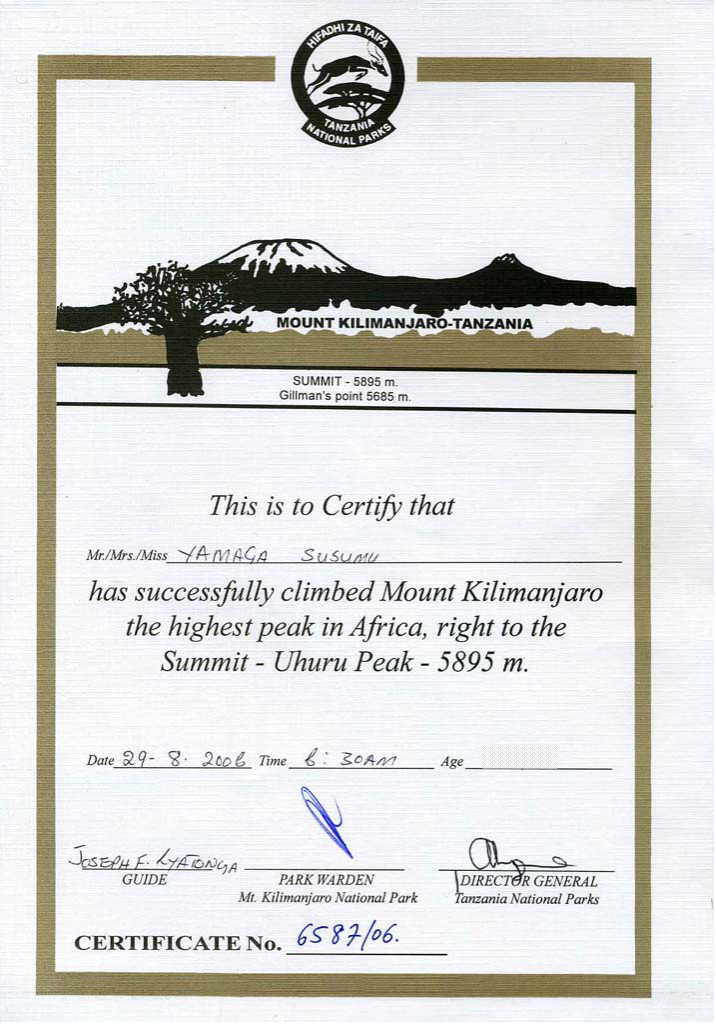 HIFADHI ZA TAIFA
TANZANIA
NATIONAL PARKS
MOUNT KILIMANJARO-TANZANIA
SUMMIT - 5895 m.
Gillman's point 5685 m.
This is to Certify that
Mr./Mrs./Miss YAMAGA SUSUMU
has successfully climbed Mount Kilimanjaro
the highest peak in Africa, right to the
Summit - Uhuru Peak - 5895 m.
Date 29-8.2006 Time 6:30AM Age
JOSEPH F.
GUIDE
PARK WARDEN
Mt. Kilimanjaro National Park
DIRECTOR GENERAL
Tanzania National Parks
CERTIFICATE No. 6587/06.